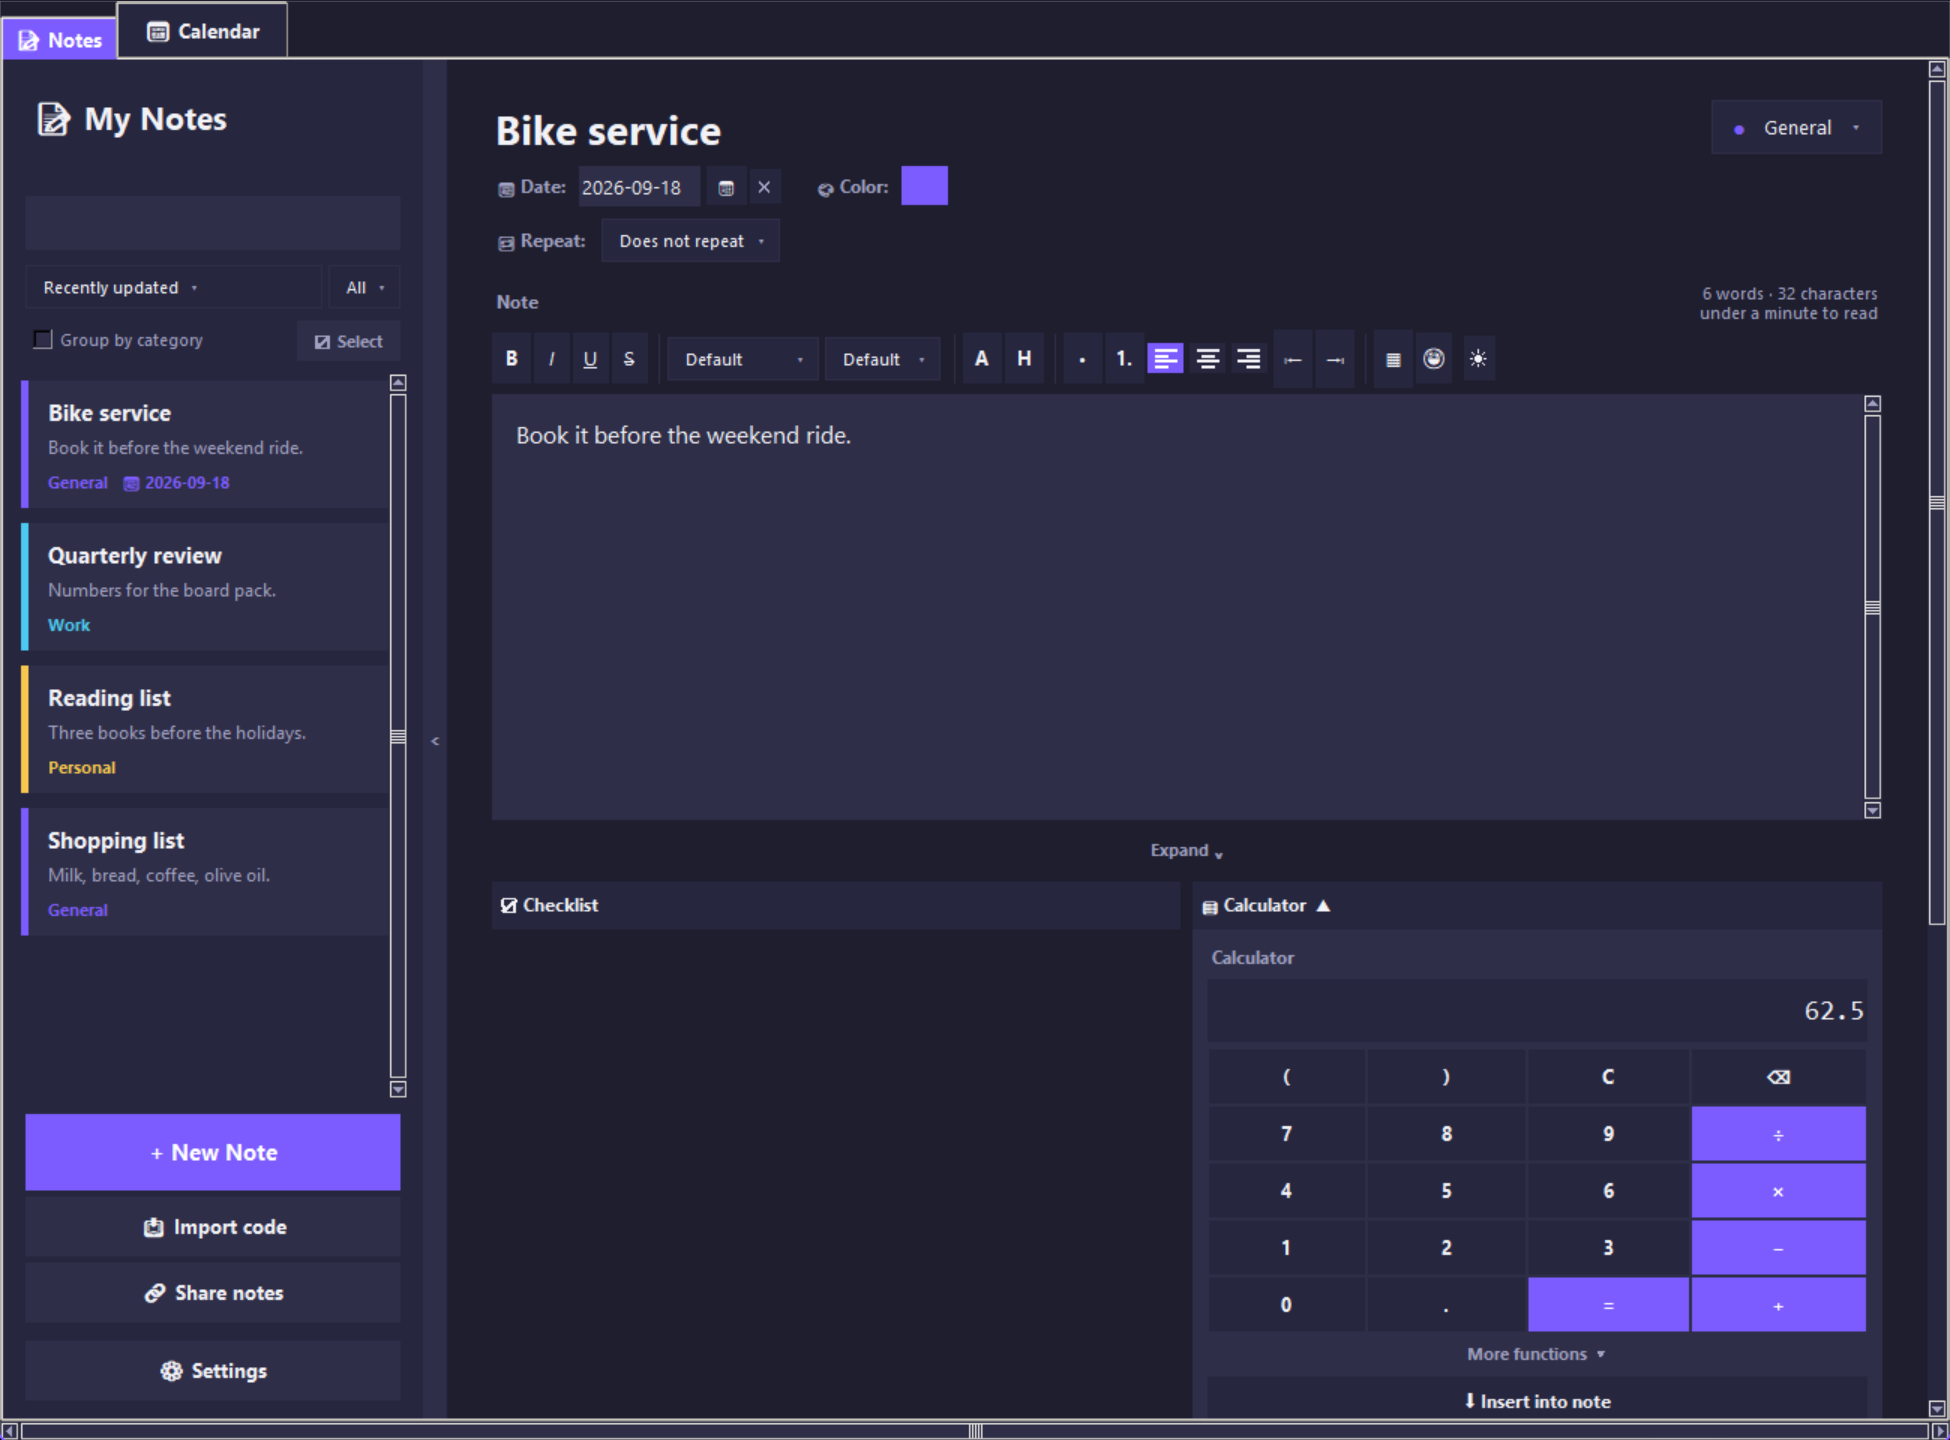 Notes
Calendar
My Notes
Recently updated
All
Group by category
Select
Bike service
Book it before the weekend ride.
General 2026-09-18
Quarterly review
Numbers for the board pack.
Work
Reading list
Three books before the holidays.
Personal
Shopping list
Milk, bread, coffee, olive oil.
General
+ New Note
Import code
Share notes
Settings
<
Bike service
General
Date: 2026-09-18 × Color:
Repeat: Does not repeat
Note
6 words · 32 characters
under a minute to read
B I U S Default Default A H • 1.
Book it before the weekend ride.
Expand
Checklist
Calculator ▲
Calculator
62.5
( ) C ⌫
7 8 9 ÷
4 5 6 ×
1 2 3 −
0 . = +
More functions ▾
⬇ Insert into note